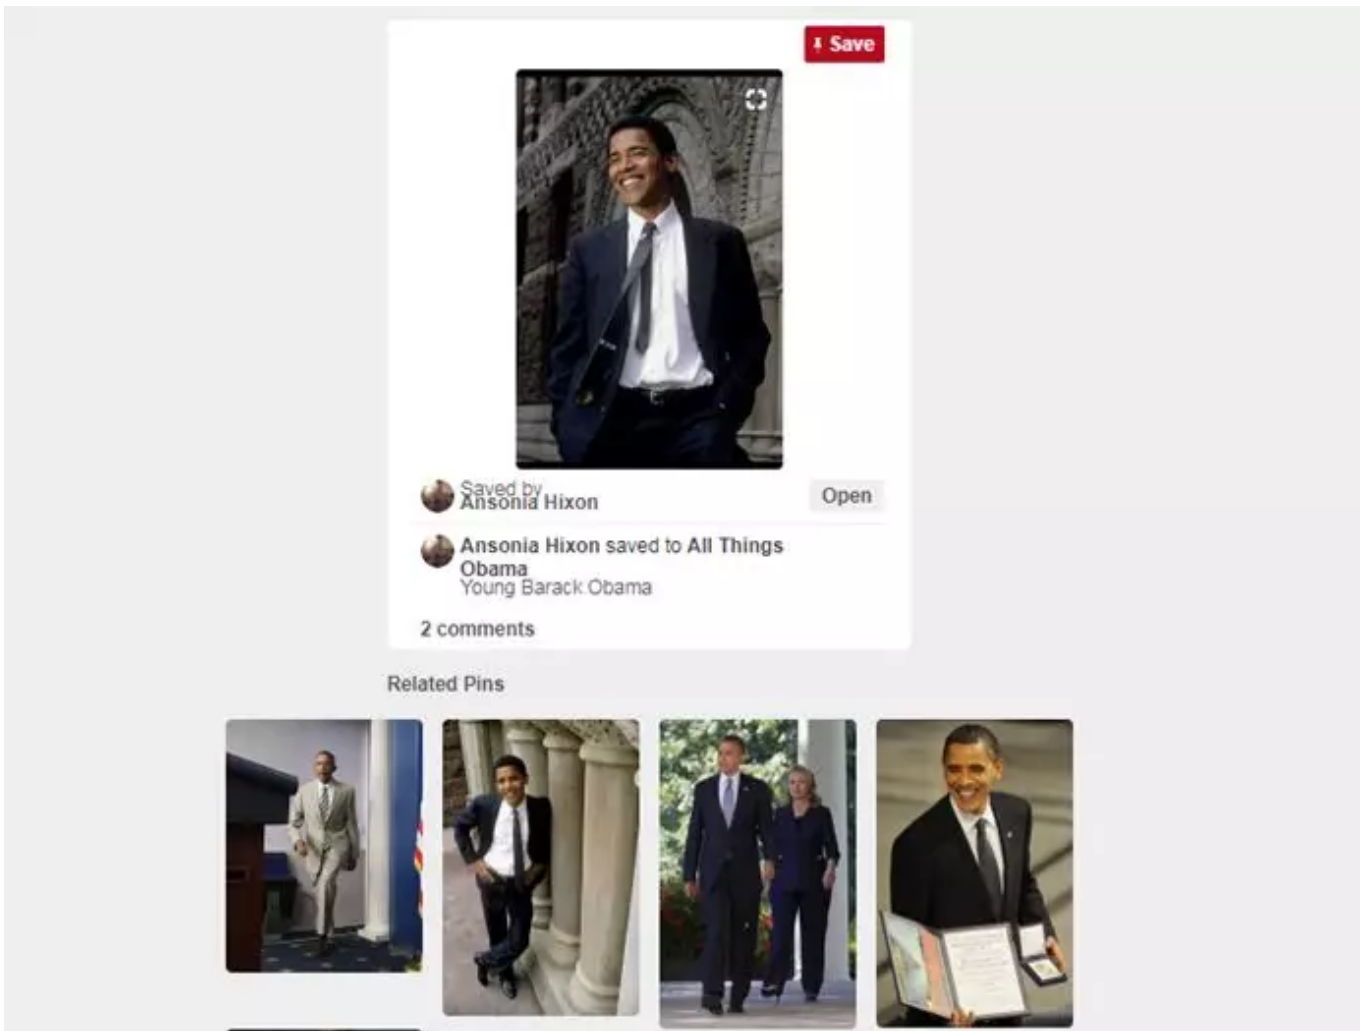 Save
Saved by
Ansonia Hixon
Open
Ansonia Hixon saved to All Things
Obama
Young Barack Obama
2 comments
Related Pins